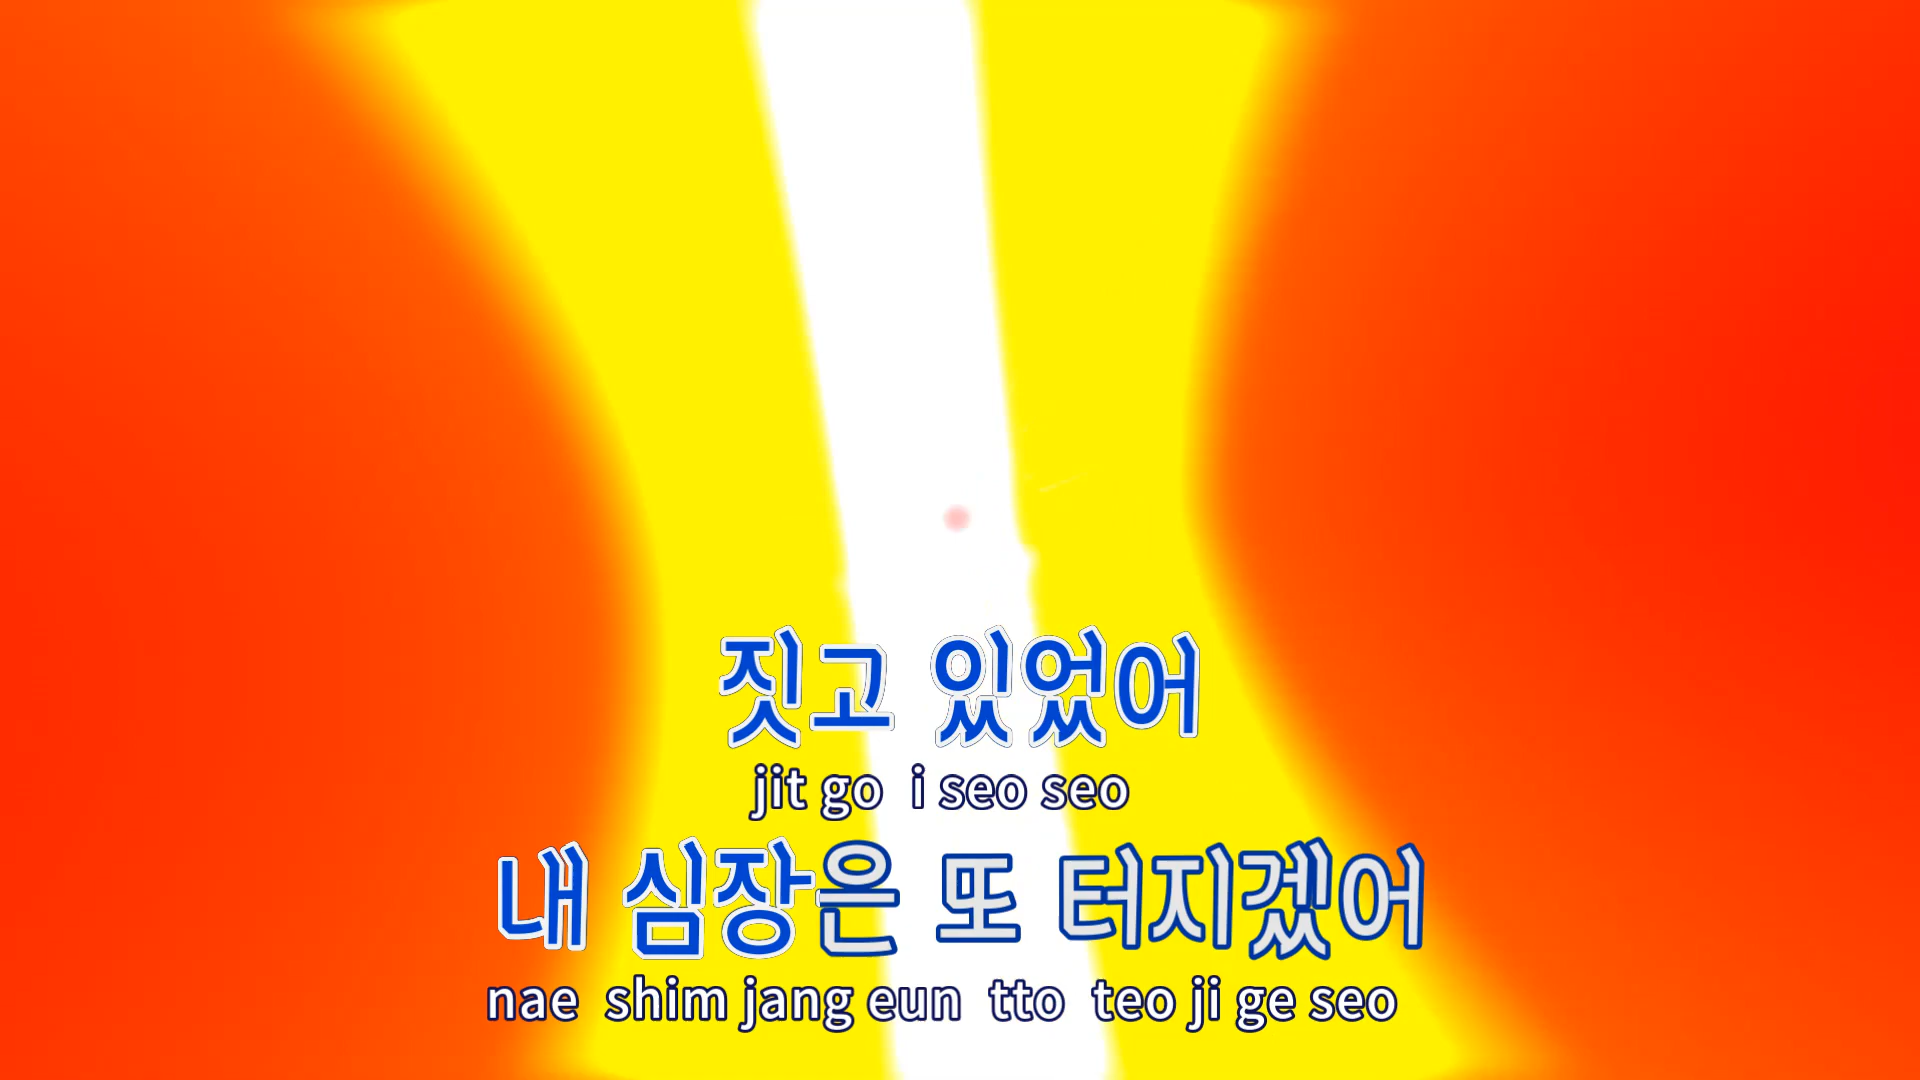 짓고 있었어
jit go i seo seo
내 심장은 또 터지겠어
nae shim jang eun tto teo ji ge seo